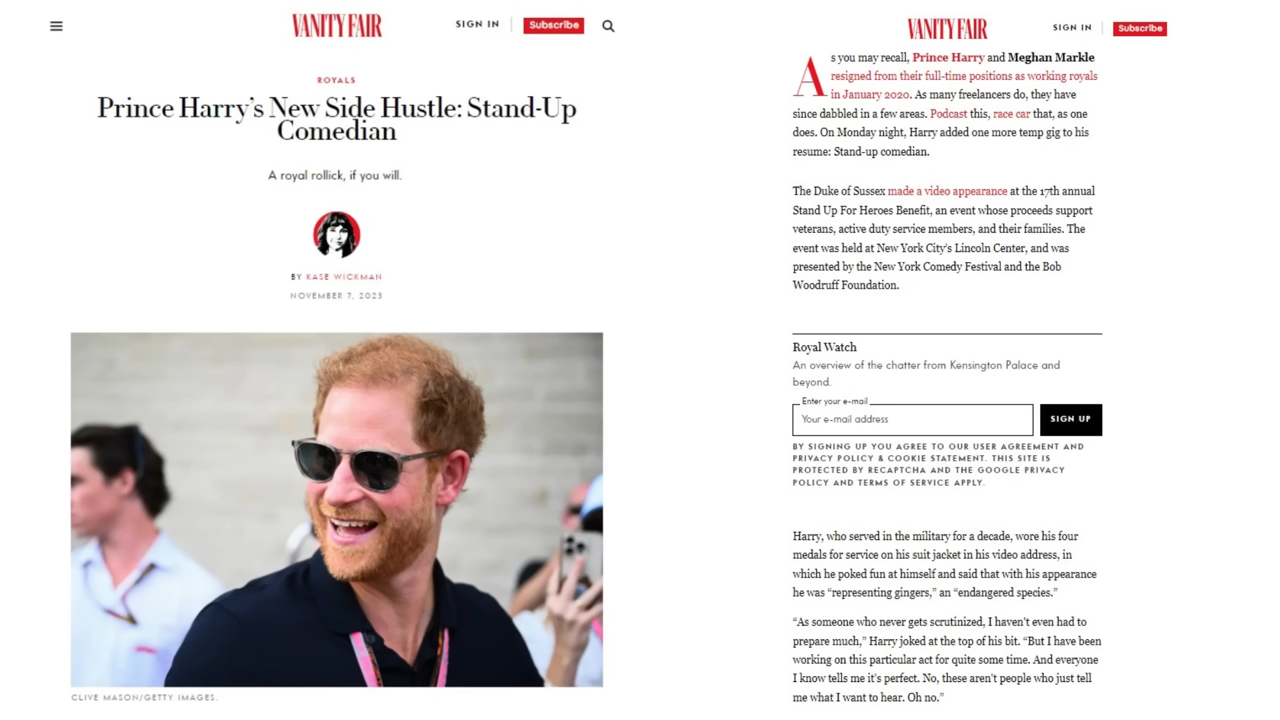 VANITY FAIR
SIGN IN
Subscribe
ROYALS
Prince Harry’s New Side Hustle: Stand-Up
Comedian
A royal rollick, if you will.
BY KASE WICKMAN
NOVEMBER 7, 2023
CLIVE MASON/GETTY IMAGES.
VANITY FAIR
SIGN IN
Subscribe
As you may recall, Prince Harry and Meghan Markle
resigned from their full-time positions as working royals
in January 2020. As many freelancers do, they have
since dabbled in a few areas. Podcast this, race car that, as one
does. On Monday night, Harry added one more temp gig to his
resume: Stand-up comedian.
The Duke of Sussex made a video appearance at the 17th annual
Stand Up For Heroes Benefit, an event whose proceeds support
veterans, active duty service members, and their families. The
event was held at New York City’s Lincoln Center, and was
presented by the New York Comedy Festival and the Bob
Woodruff Foundation.
Royal Watch
An overview of the chatter from Kensington Palace and
beyond.
Enter your e-mail
Your e-mail address
SIGN UP
BY SIGNING UP YOU AGREE TO OUR USER AGREEMENT AND
PRIVACY POLICY & COOKIE STATEMENT. THIS SITE IS
PROTECTED BY RECAPTCHA AND THE GOOGLE PRIVACY
POLICY AND TERMS OF SERVICE APPLY.
Harry, who served in the military for a decade, wore his four
medals for service on his suit jacket in his video address, in
which he poked fun at himself and said that with his appearance
he was “representing gingers,” an “endangered species.”
“As someone who never gets scrutinized, I haven't even had to
prepare much,” Harry joked at the top of his bit. “But I have been
working on this particular act for quite some time. And everyone
I know tells me it's perfect. No, these aren't people who just tell
me what I want to hear. Oh no.”